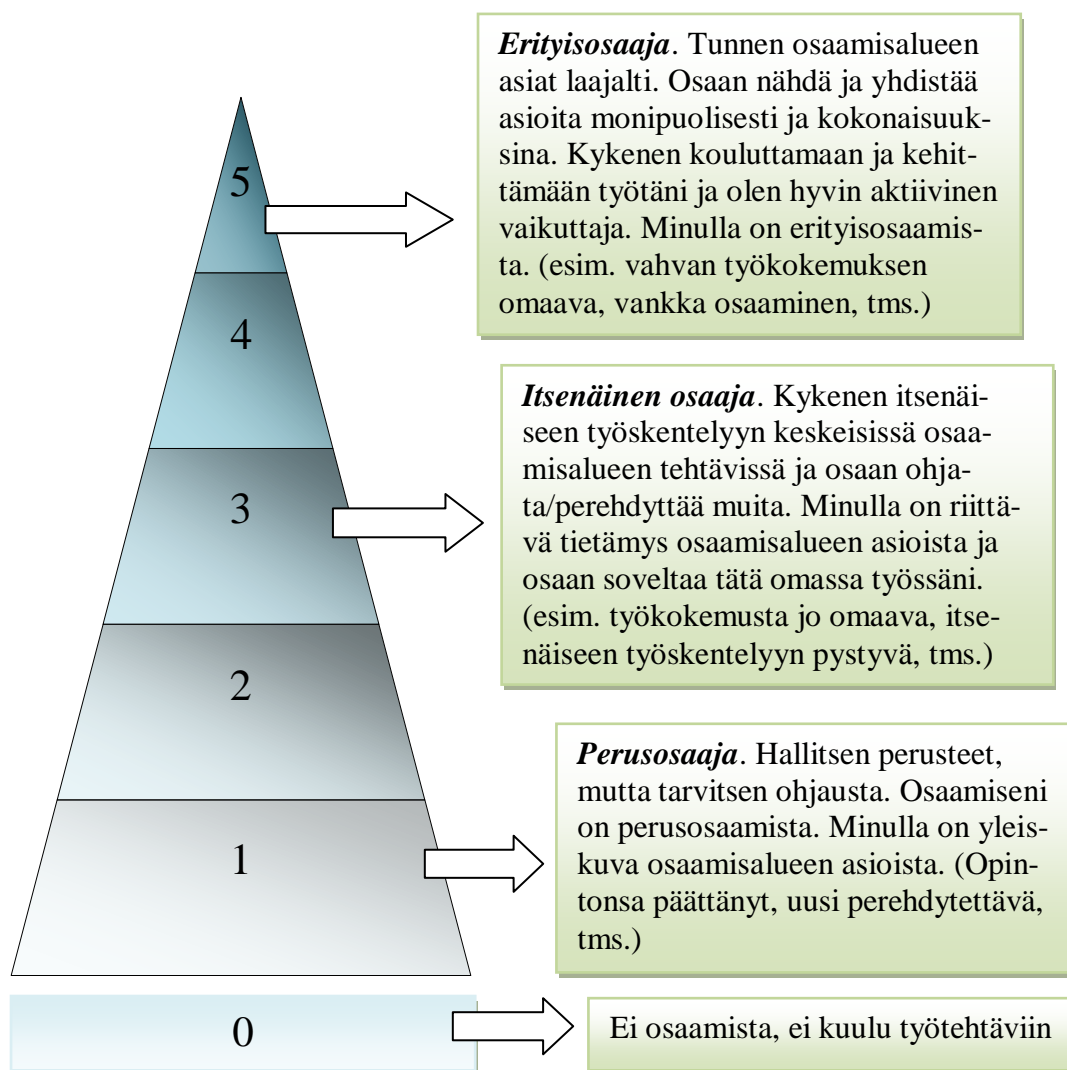 5
Erityisosaaja. Tunnen osaamisalueen
asiat laajalti. Osaan nähdä ja yhdistää
asioita monipuolisesti ja kokonaisuuk-
sina. Kykenen kouluttamaan ja kehit-
tämään työtäni ja olen hyvin aktiivinen
vaikuttaja. Minulla on erityisosaamis-
ta. (esim. vahvan työkokemuksen
omaava, vankka osaaminen, tms.)
4
3
Itsenäinen osaaja. Kykenen itsenäi-
seen työskentelyyn keskeisissä osaa-
misalueen tehtävissä ja osaan ohja-
ta/perehdyttää muita. Minulla on riittä-
vä tietämys osaamisalueen asioista ja
osaan soveltaa tätä omassa työssäni.
(esim. työkokemusta jo omaava, itse-
näiseen työskentelyyn pystyvä, tms.)
2
1
Perusosaaja. Hallitsen perusteet,
mutta tarvitsen ohjausta. Osaamiseni
on perusosaamista. Minulla on yleis-
kuva osaamisalueen asioista. (Opin-
tonsa päättänyt, uusi perehdytettävä,
tms.)
0
Ei osaamista, ei kuulu työtehtäviin